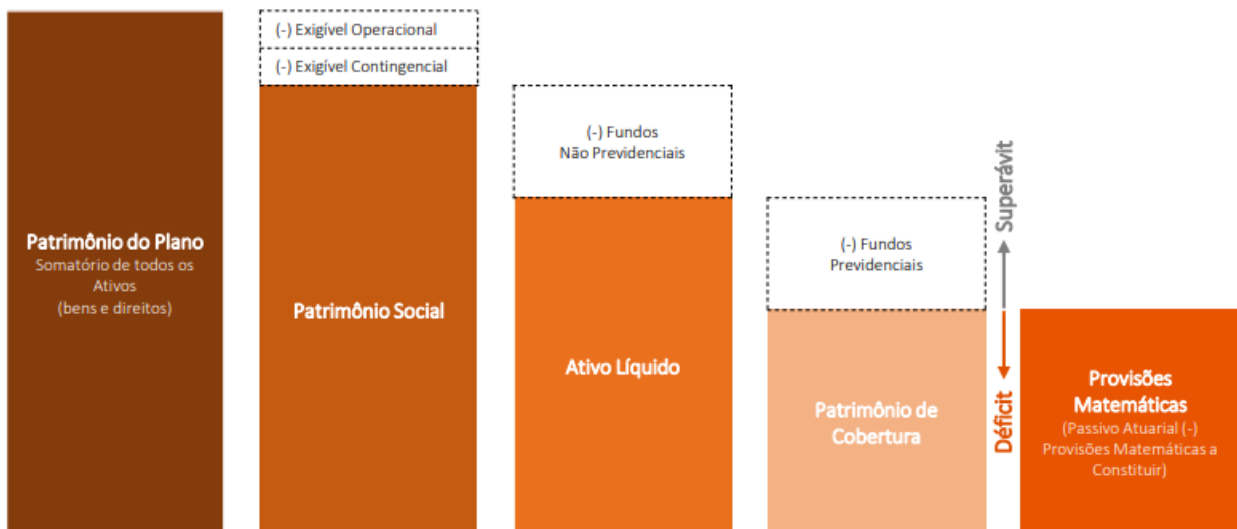 Patrimônio do Plano
Somatório de todos os
Ativos
(bens e direitos)
(-) Exigível Operacional
(-) Exigível Contingencial
Patrimônio Social
(-) Fundos
Não Previdenciais
Ativo Líquido
(-) Fundos
Previdenciais
Patrimônio de
Cobertura
Superávit
Déficit
Provisões
Matemáticas
(Passivo Atuarial (-)
Provisões Matemáticas a
Constituir)